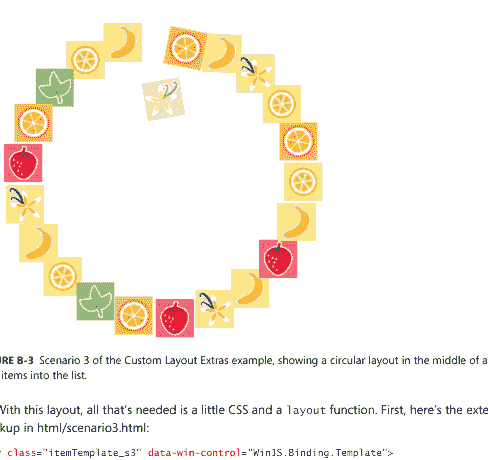 URE B-3 Scenario 3 of the Custom Layout Extras example, showing a circular layout in the middle of a
items into the list.
With this layout, all that's needed is a little CSS and a layout function. First, here's the exte
kup in html/scenario3.html:
class="itemTemplate_s3" data-win-control="WinJS.Binding.Template">